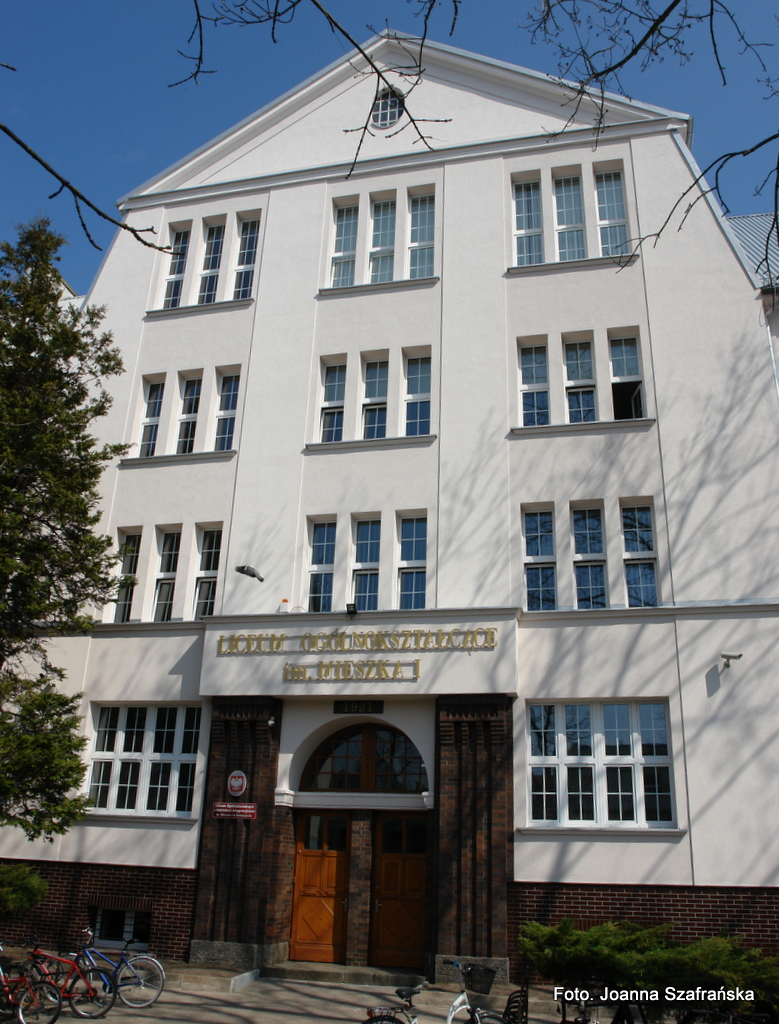 LICEUM OGÓLNOKSZTAŁCĄCE
im. MIESZKA I
1921
Foto. Joanna Szafrańska